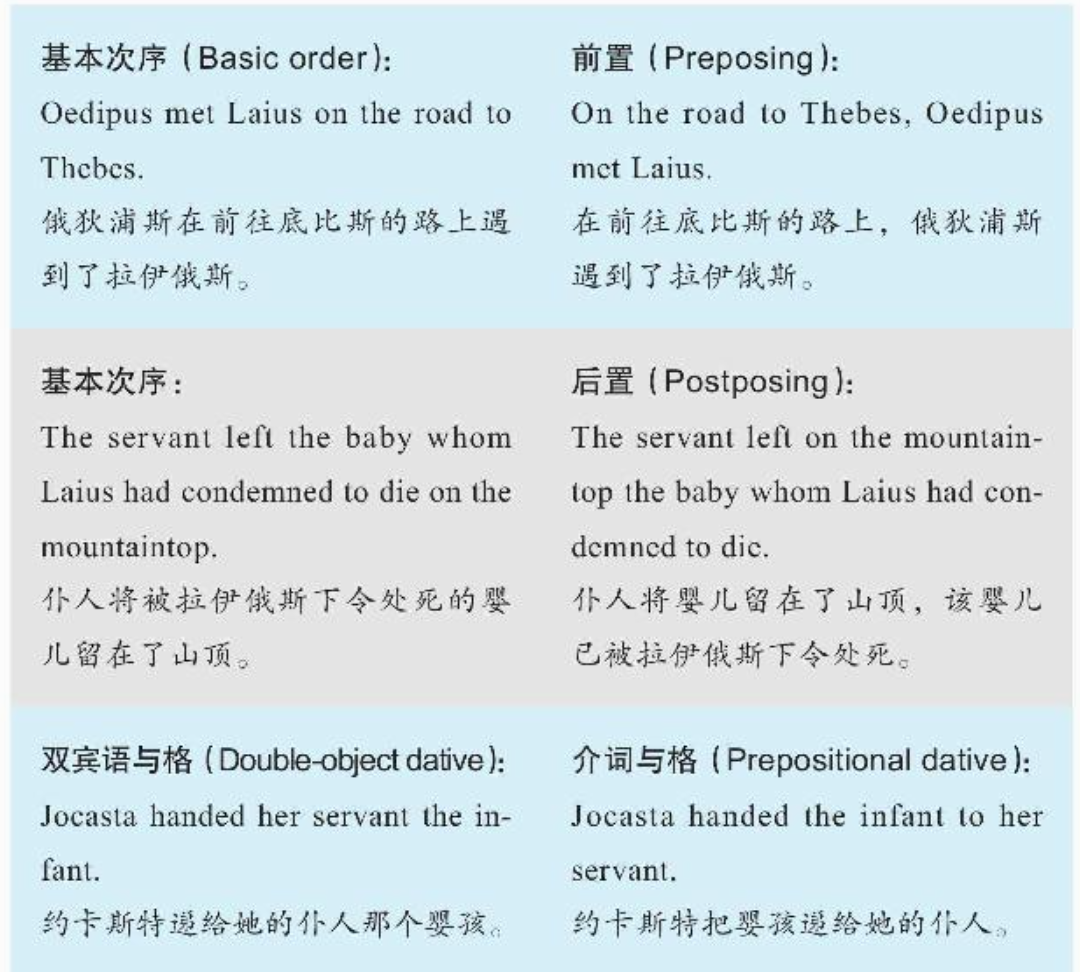 基本次序（Basic order）：
Oedipus met Laius on the road to
Thebes.
俄狄浦斯在前往底比斯的路上遇
到了拉伊俄斯。
前置（Preposing）：
On the road to Thebes, Oedipus
met Laius.
在前往底比斯的路上，俄狄浦斯
遇到了拉伊俄斯。
基本次序：
The servant left the baby whom
Laius had condemned to die on the
mountaintop.
仆人将被拉伊俄斯下令处死的婴
儿留在了山顶。
后置（Postposing）：
The servant left on the mountain-
top the baby whom Laius had con-
demned to die.
仆人将婴儿留在了山顶，该婴儿
已被拉伊俄斯下令处死。
双宾语与格（Double-object dative）：
Jocasta handed her servant the in-
fant.
约卡斯特递给她的仆人那个婴孩。
介词与格（Prepositional dative）：
Jocasta handed the infant to her
servant.
约卡斯特把婴孩递给她的仆人。